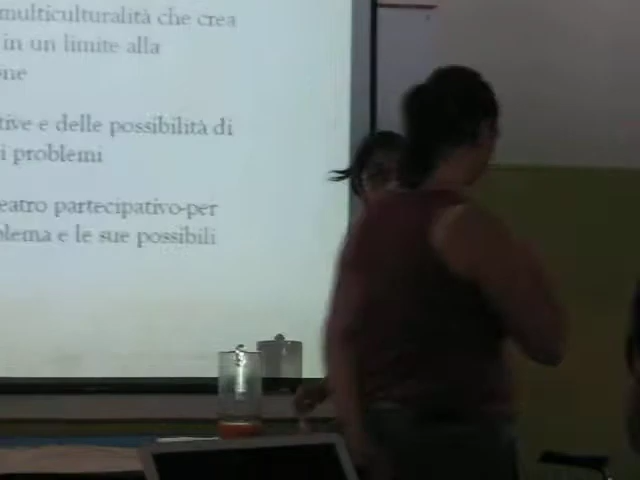 multiculturalità che crea
in un limite alla
one
tive e delle possibilità di
i problemi
eatro partecipativo-per
blema e le sue possibili